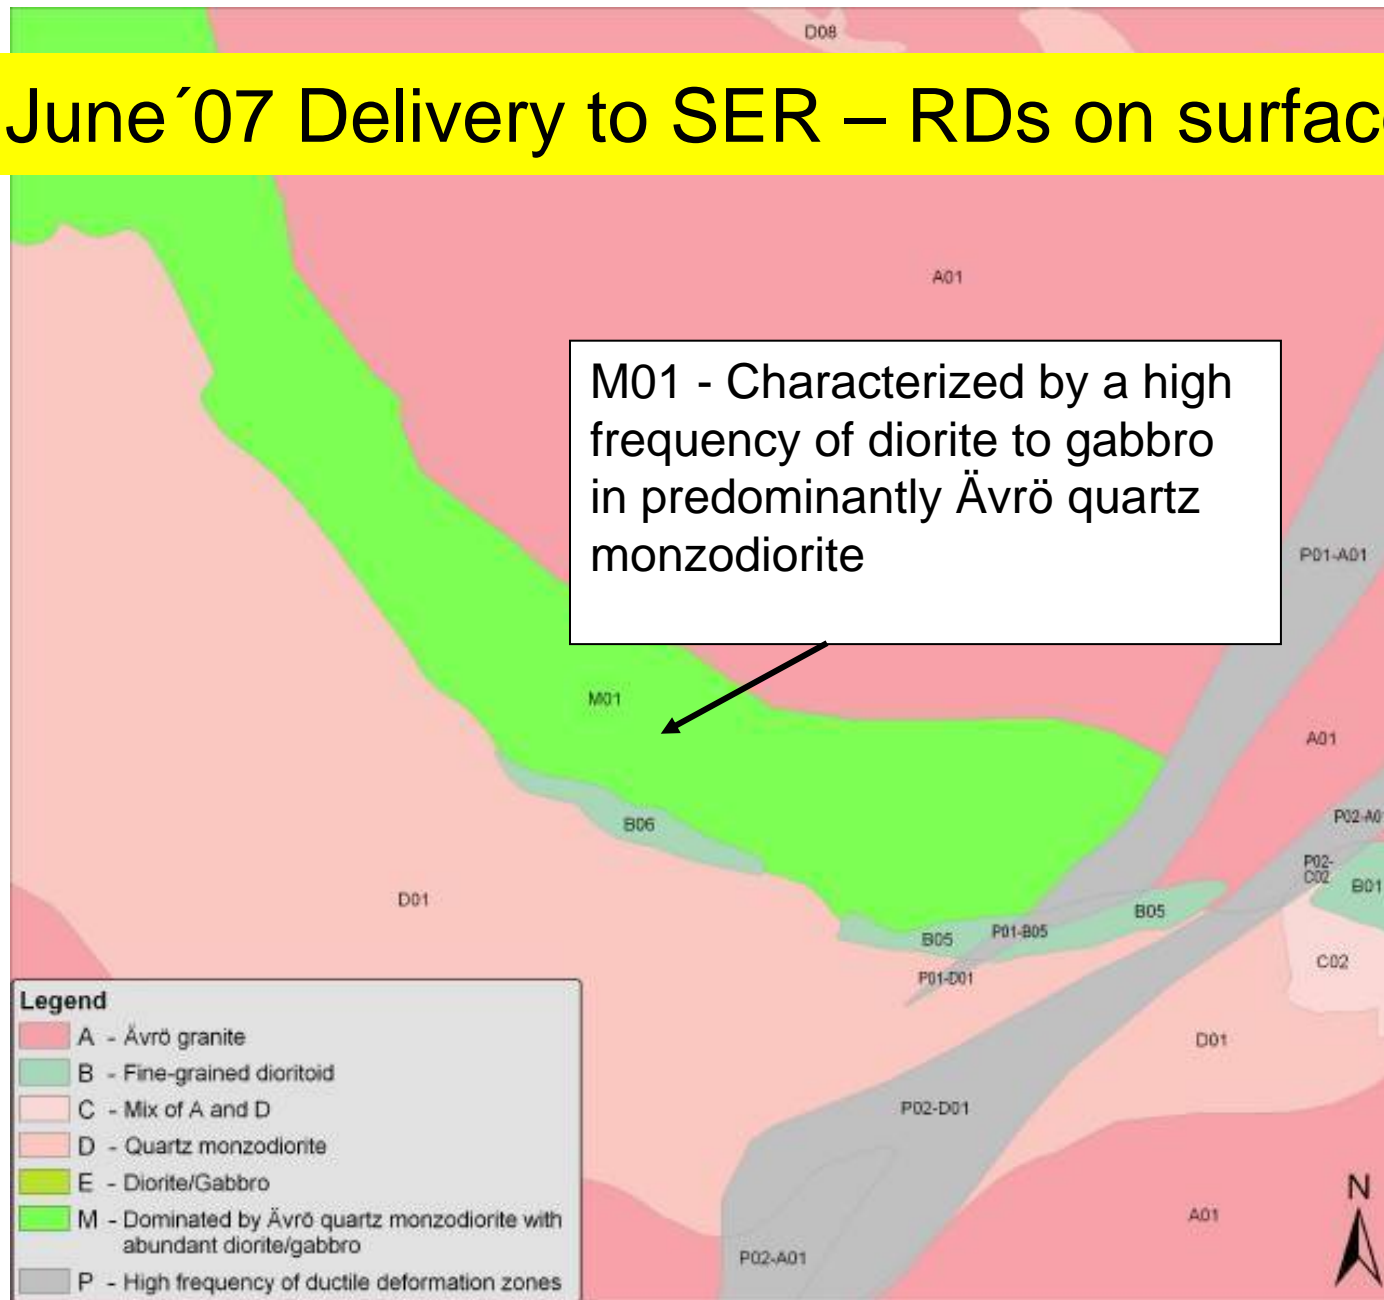 D08
June´07 Delivery to SER – RDs on surfac
A01
M01 - Characterized by a high
frequency of diorite to gabbro
in predominantly Ävrö quartz
monzodiorite
P01-A01
M01
A01
P02-A0
B06
P02-
C02
B01
D01
B05
B05
P01-B05
P01-D01
C02
Legend
A - Ävrö granite
B - Fine-grained dioritoid
C - Mix of A and D
D - Quartz monzodiorite
E - Diorite/Gabbro
M - Dominated by Ävrö quartz monzodiorite with
abundant diorite/gabbro
P - High frequency of ductile deformation zones
D01
P02-D01
N
A01
P02-A01